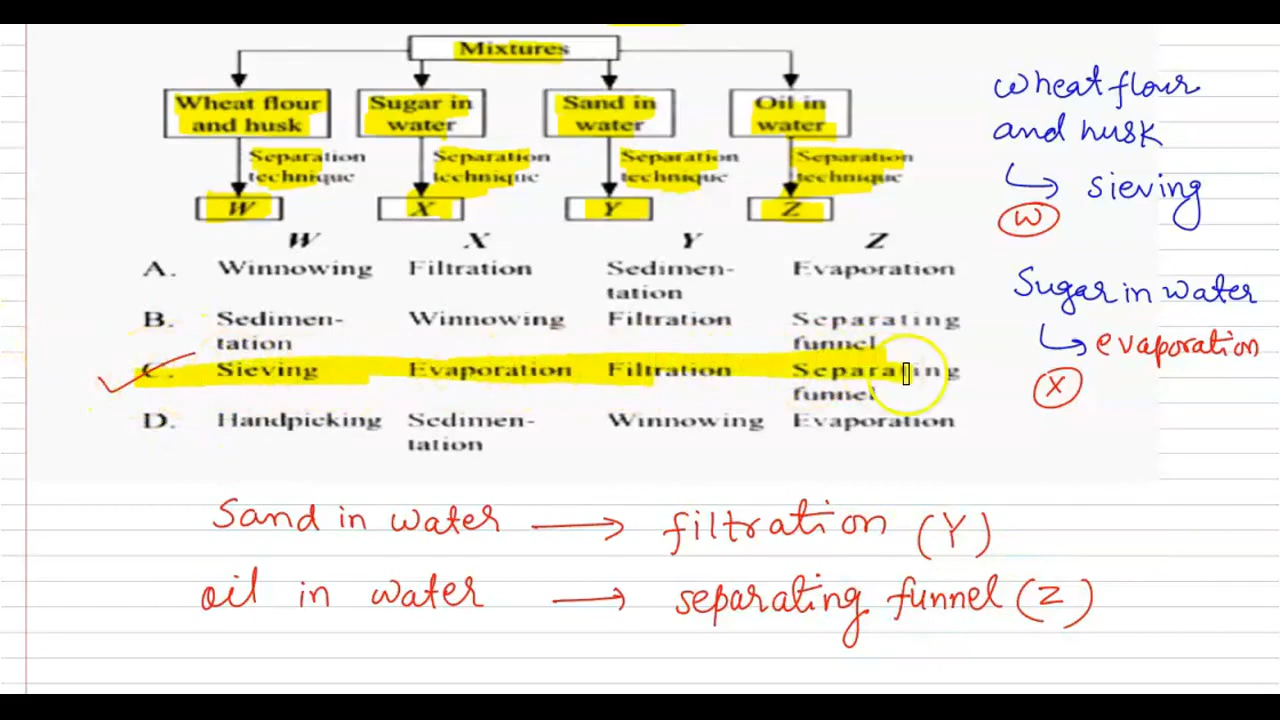 Mixtures
Wheat flour and husk
Sugar in water
Sand in water
Oil in water
Separation technique
Separation technique
Separation technique
Separation technique
W X Y Z
W X Y Z
A. Winnowing Filtration Sedimen-tation Evaporation
B. Sedimen-tation Winnowing Filtration Separating funnel
C. Sieving Evaporation Filtration Separating funnel
D. Handpicking Sedimen-tation Winnowing Evaporation
wheat flour
and husk
sieving
W
Sugar in water
evaporation
X
Sand in water → filtration (Y)
oil in water → separating funnel (Z)